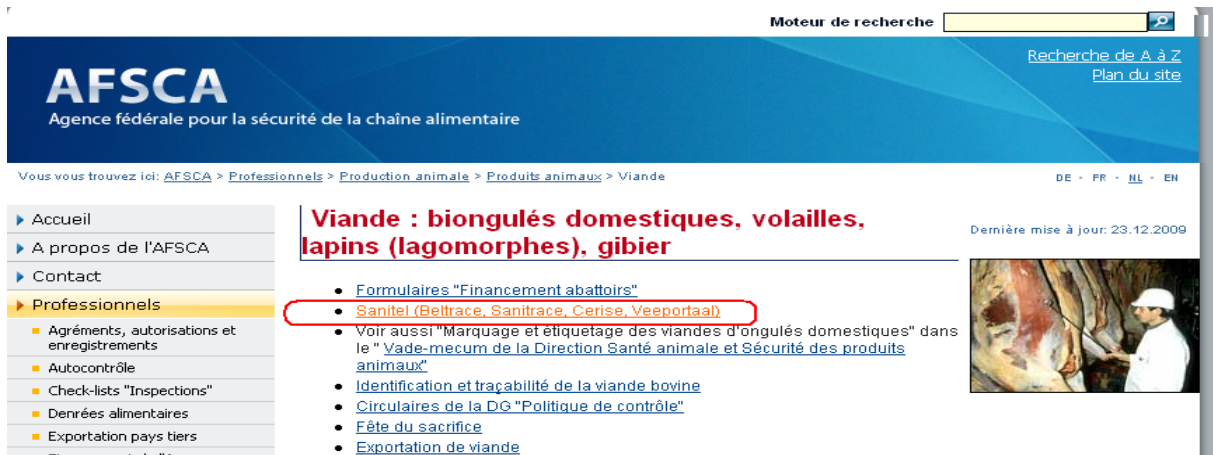 Moteur de recherche
Recherche de A à Z
Plan du site
AFSCA
Agence fédérale pour la sécurité de la chaîne alimentaire
Vous vous trouvez ici: AFSCA > Professionnels > Production animale > Produits animaux > Viande
DE - FR - NL - EN
Accueil
A propos de l'AFSCA
Contact
Professionnels
Agréments, autorisations et
enregistrements
Autocontrôle
Check-lists "Inspections"
Denrées alimentaires
Exportation pays tiers
Viande : biongulés domestiques, volailles,
lapins (lagomorphes), gibier
Dernière mise à jour: 23.12.2009
Formulaires "Financement abattoirs"
Sanitel (Beltrace, Sanitrace, Cerise, Veeportaal)
Voir aussi "Marquage et étiquetage des viandes d'ongulés domestiques" dans
le " Vade-mecum de la Direction Santé animale et Sécurité des produits
animaux"
Identification et traçabilité de la viande bovine
Circulaires de la DG "Politique de contrôle"
Fête du sacrifice
Exportation de viande